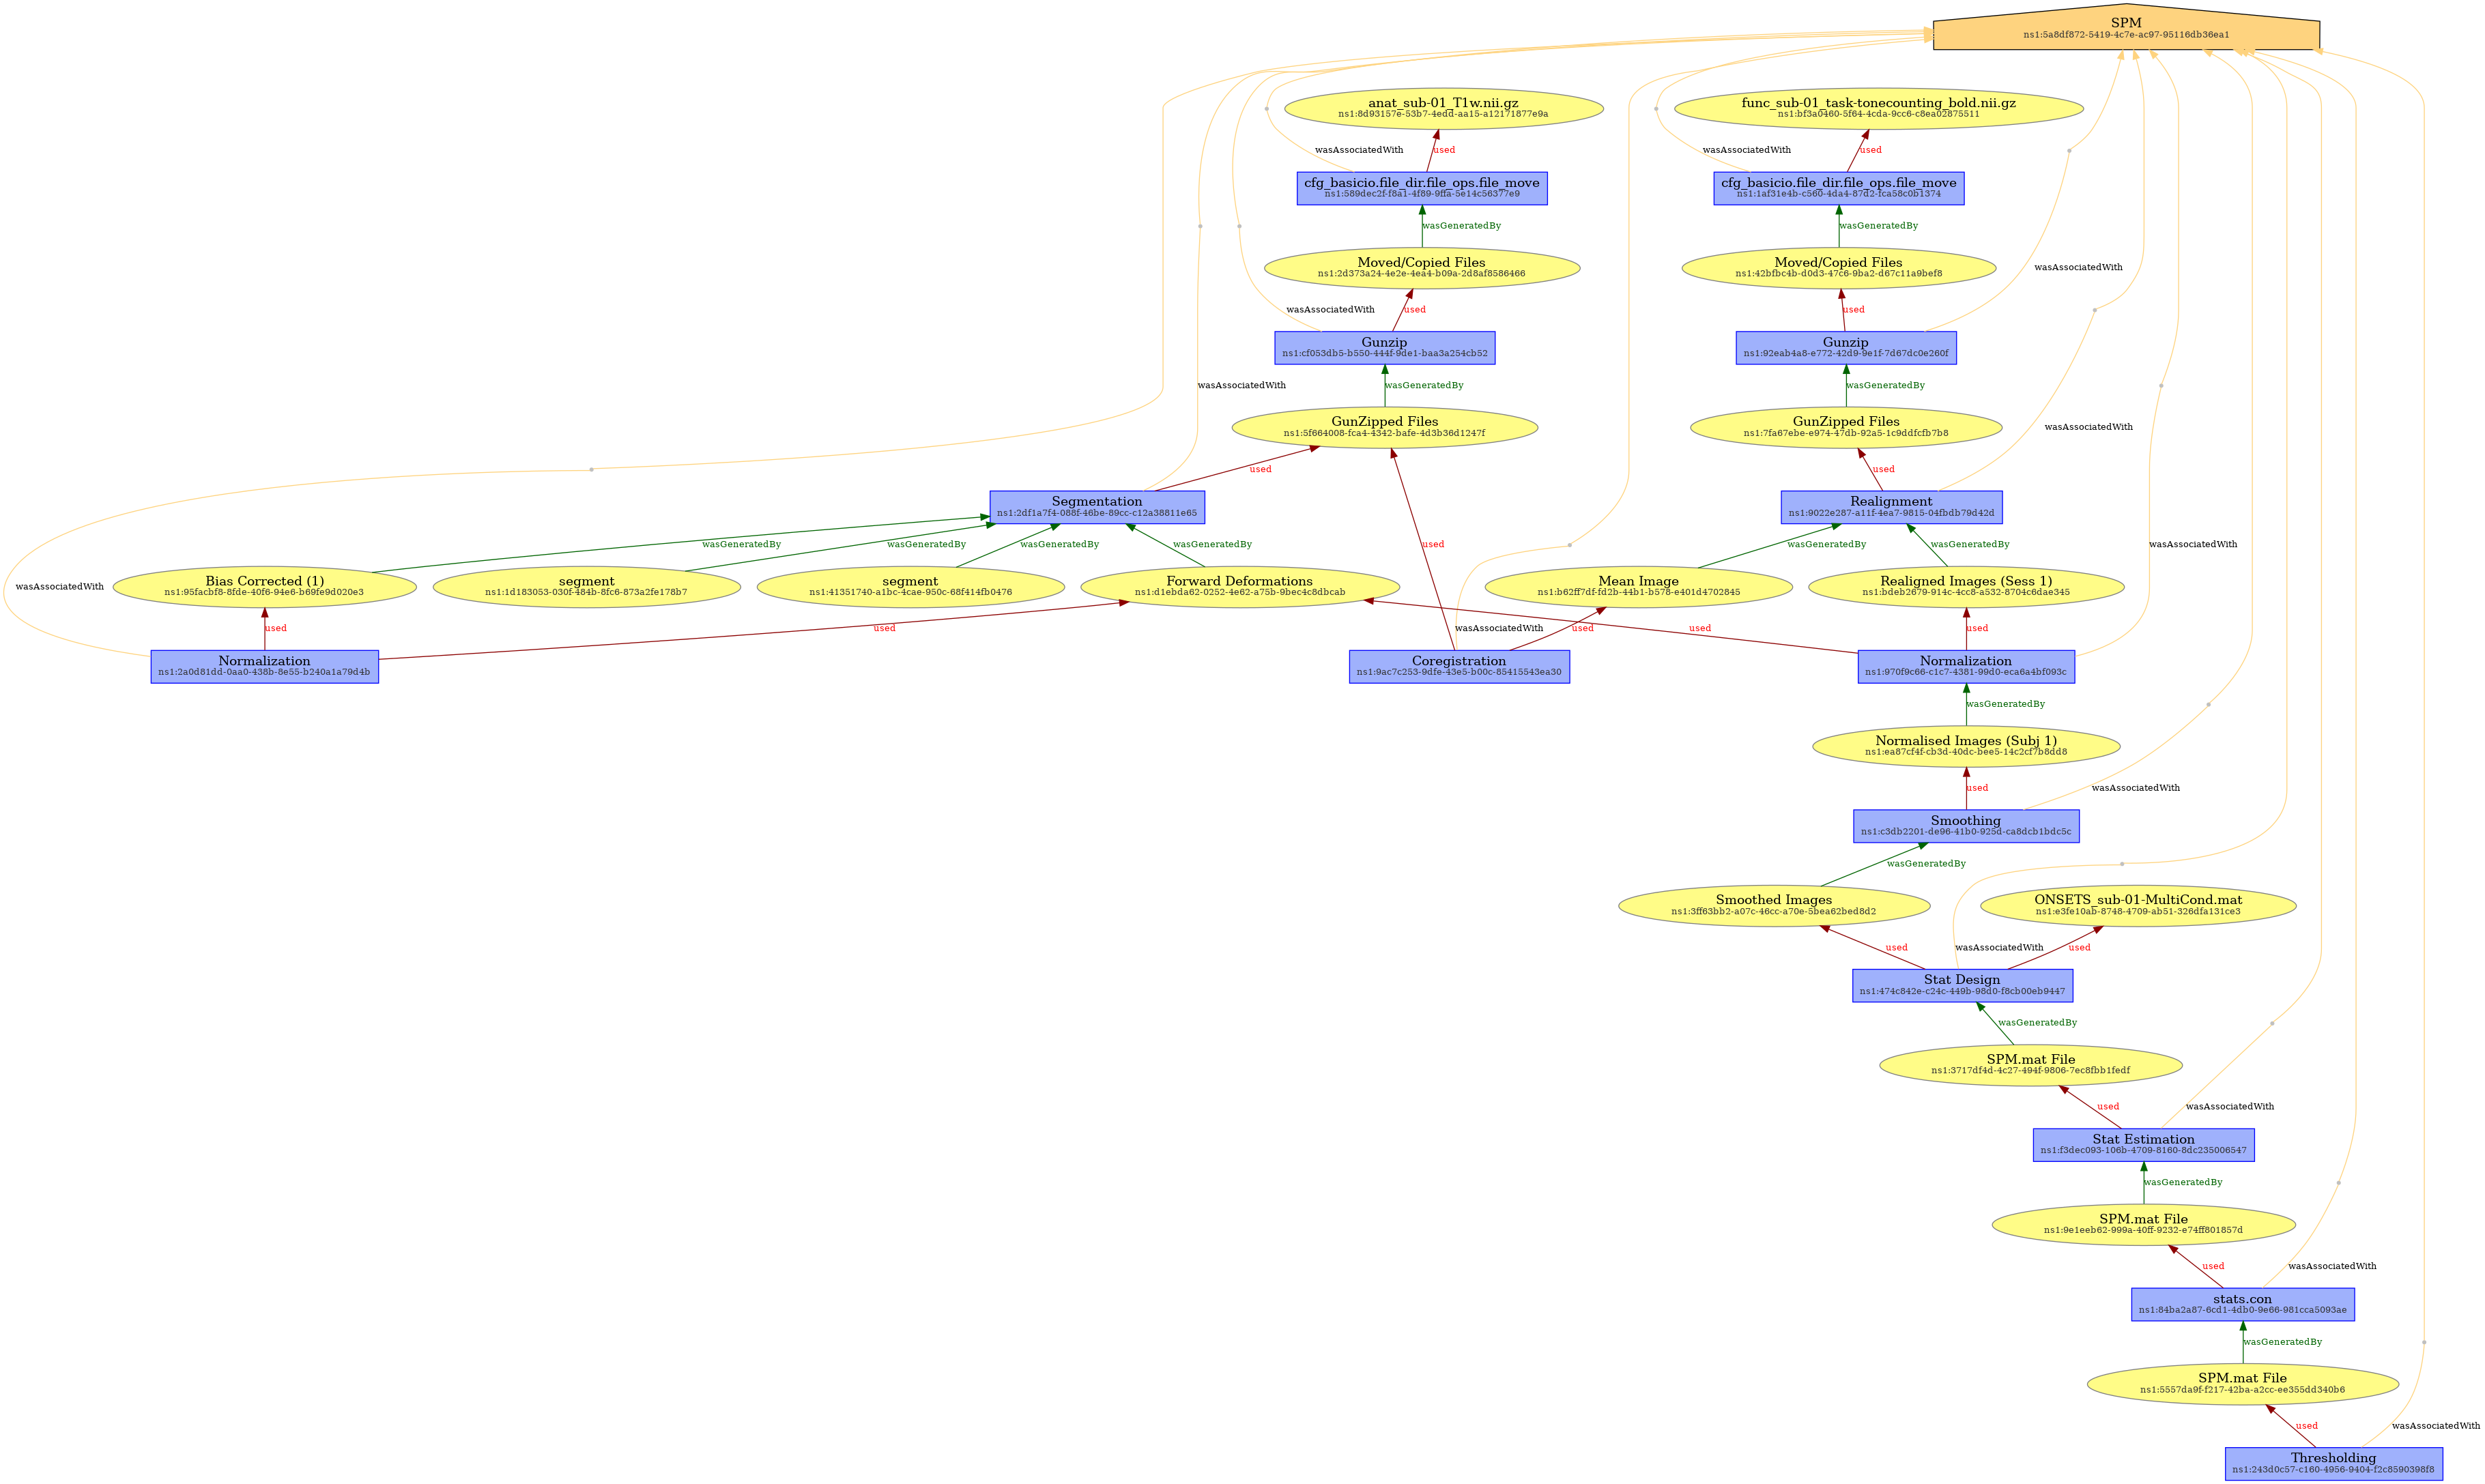 SPM
ns1:5a8df872-5419-4c7e-ac97-95116db36ea1
anat_sub-01_T1w.nii.gz
ns1:8d93157e-53b7-4edd-aa15-a12171877e9a
func_sub-01_task-tonecounting_bold.nii.gz
ns1:bf3a0460-5f64-4cda-9cc6-c8ea02875511
wasAssociatedWith
used
wasAssociatedWith
used
cfg_basicio.file_dir.file_ops.file_move
ns1:589dec2f-f8a1-4f89-9ffa-5e14c56377e9
cfg_basicio.file_dir.file_ops.file_move
ns1:1af31e4b-c560-4da4-87d2-fca58c0b1374
wasGeneratedBy
wasGeneratedBy
Moved/Copied Files
ns1:2d373a24-4e2e-4ea4-b09a-2d8af8586466
Moved/Copied Files
ns1:42bfbc4b-d0d3-47c6-9ba2-d67c11a9bef8
wasAssociatedWith
wasAssociatedWith
used
used
Gunzip
ns1:cf053db5-b550-444f-9de1-baa3a254cb52
Gunzip
ns1:92eab4a8-e772-42d9-9e1f-7d67dc0e260f
wasAssociatedWith
wasGeneratedBy
wasGeneratedBy
GunZipped Files
ns1:5f664008-fca4-4342-bafe-4d3b36d1247f
GunZipped Files
ns1:7fa67ebe-e974-47db-92a5-1c9ddfcfb7b8
wasAssociatedWith
used
used
Segmentation
ns1:2df1a7f4-088f-46be-89cc-c12a38811e65
Realignment
ns1:9022e287-a11f-4ea7-9815-04fbdb79d42d
wasGeneratedBy
wasGeneratedBy
wasGeneratedBy
wasGeneratedBy
used
wasGeneratedBy
wasGeneratedBy
wasAssociatedWith
wasAssociatedWith
Bias Corrected (1)
ns1:95facbf8-8fde-40f6-94e6-b69fe9d020e3
segment
ns1:1d183053-030f-484b-8fc6-873a2fe178b7
segment
ns1:41351740-a1bc-4cae-950c-68f414fb0476
Forward Deformations
ns1:d1ebda62-0252-4e62-a75b-9bec4c8dbcab
Mean Image
ns1:b62ff7df-fd2b-44b1-b578-e401d4702845
Realigned Images (Sess 1)
ns1:bdeb2679-914c-4cc8-a532-8704c6dae345
used
used
wasAssociatedWith
used
used
used
Normalization
ns1:2a0d81dd-0aa0-438b-8e55-b240a1a79d4b
Coregistration
ns1:9ac7c253-9dfe-43e5-b00c-85415543ea30
Normalization
ns1:970f9c66-c1c7-4381-99d0-eca6a4bf093c
wasGeneratedBy
Normalised Images (Subj 1)
ns1:ea87cf4f-cb3d-40dc-bee5-14c2cf7b8dd8
used
wasAssociatedWith
Smoothing
ns1:c3db2201-de96-41b0-925d-ca8dcb1bdc5c
wasGeneratedBy
Smoothed Images
ns1:3ff63bb2-a07c-46cc-a70e-5bea62bed8d2
ONSETS_sub-01-MultiCond.mat
ns1:e3fe10ab-8748-4709-ab51-326dfa131ce3
used
wasAssociatedWith
used
Stat Design
ns1:474c842e-c24c-449b-98d0-f8cb00eb9447
wasGeneratedBy
SPM.mat File
ns1:3717df4d-4c27-494f-9806-7ec8fbb1fedf
used
wasAssociatedWith
Stat Estimation
ns1:f3dec093-106b-4709-8160-8dc235006547
wasGeneratedBy
SPM.mat File
ns1:9e1eeb62-999a-40ff-9232-e74ff801857d
used
wasAssociatedWith
stats.con
ns1:84ba2a87-6cd1-4db0-9e66-981cca5093ae
wasGeneratedBy
SPM.mat File
ns1:5557da9f-f217-42ba-a2cc-ee355dd340b6
used
wasAssociatedWith
Thresholding
ns1:243d0c57-c160-4956-9404-f2c8590398f8